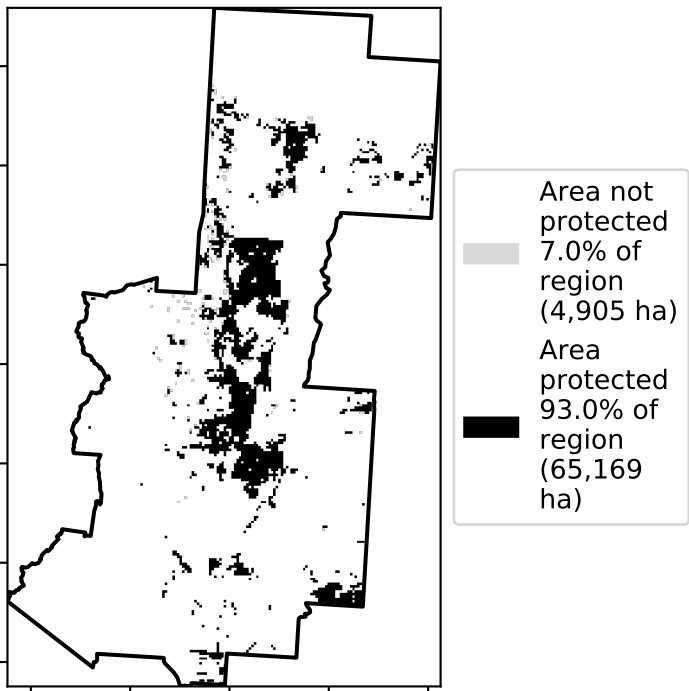 Area not
protected
7.0% of
region
(4,905 ha)
Area
protected
93.0% of
region
(65,169
ha)